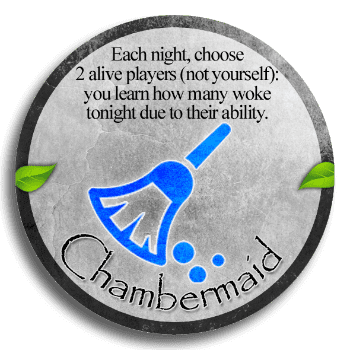 Each night, choose
2 alive players (not yourself):
you learn how many woke
tonight due to their ability.
Chambermaid